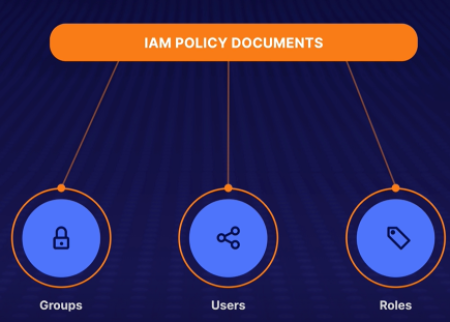 IAM POLICY DOCUMENTS
Groups
Users
Roles